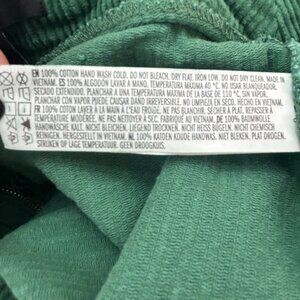 EN 100% COTTON HAND WASH COLD. DO NOT BLEACH. DRY FLAT. IRON LOW. DO NOT DRY CLEAN. MADE IN
VIETNAM. ES 100% ALGODÓN LAVAR A MANO, TEMPERATURA MÁXIMA 40 °C. NO USAR BLANQUEADOR.
SECADO EXTENDIDO. PLANCHAR A UNA TEMPERATURA MÁXIMA DE LA BASE DE 110 °C, SIN VAPOR.
PLANCHAR CON VAPOR PUEDE CAUSAR DAÑO IRREVERSIBLE. NO LIMPIEZA EN SECO. HECHO EN VIETNAM.
FR 100% COTON LAVER À LA MAIN À L'EAU FROIDE. NE PAS BLANCHIR. SÉCHAGE À PLAT. REPASSER À
TEMPÉRATURE MODÉRÉE. NE PAS NETTOYER À SEC. FABRIQUÉ AU VIETNAM. DE 100% BAUMWOLLE
HANDWÄSCHE KALT. NICHT BLEICHEN. LIEGEND TROCKNEN. NICHT HEISS BÜGELN. NICHT CHEMISCH
REINIGEN. HERGESTELLT IN VIETNAM. NL 100% KATOEN KOUDE HANDWAS. NIET BLEKEN. PLAT DROGEN.
STRIJKEN OP LAGE TEMPERATUUR. GEEN DROOGKUIS.